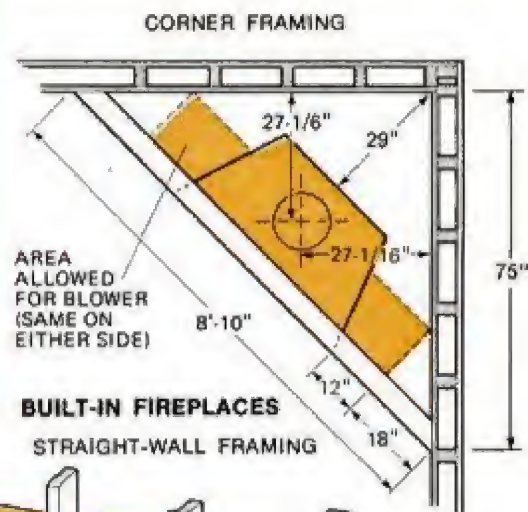 CORNER FRAMING
27-1/6"
29"
27-1/16"
75"
AREA
ALLOWED
FOR BLOWER
(SAME ON
EITHER SIDE)
8'-10"
12"
18"
BUILT-IN FIREPLACES
STRAIGHT-WALL FRAMING